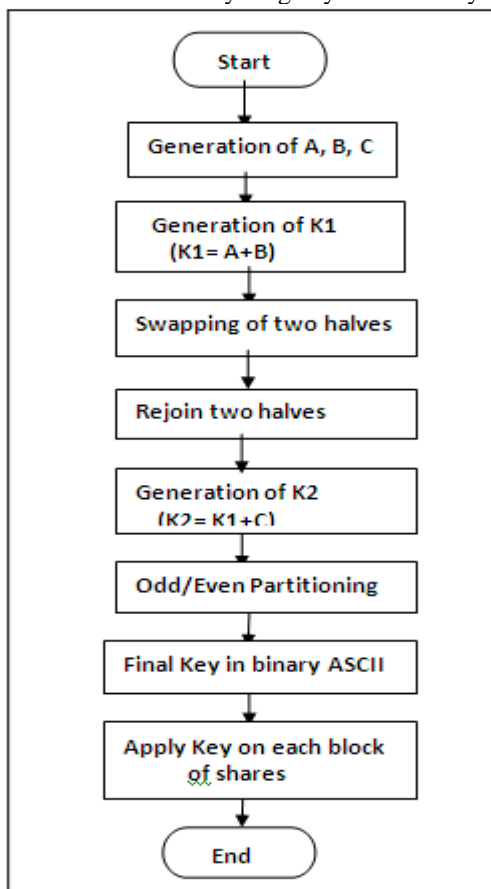 Start
Generation of A, B, C
Generation of K1
(K1= A+B)
Swapping of two halves
Rejoin two halves
Generation of K2
(K2= K1+C)
Odd/Even Partitioning
Final Key in binary ASCII
Apply Key on each block
of shares
End